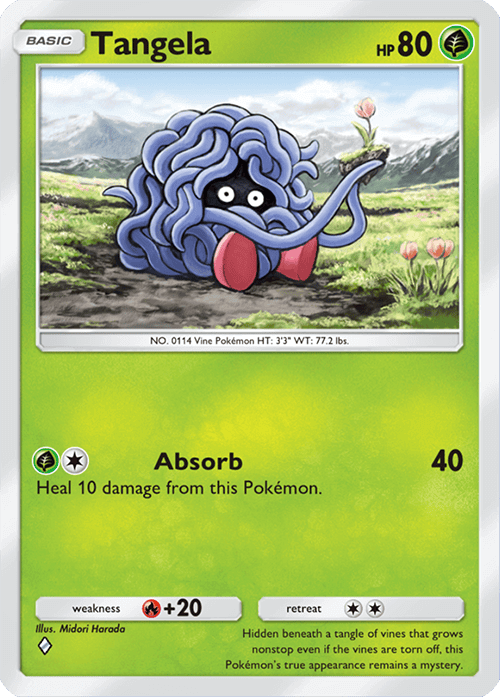 BASIC Tangela HP 80
NO. 0114 Vine Pokémon HT: 3'3" WT: 77.2 lbs.
Absorb 40
Heal 10 damage from this Pokémon.
weakness +20 retreat
Illus. Midori Harada
Hidden beneath a tangle of vines that grows
nonstop even if the vines are torn off, this
Pokémon's true appearance remains a mystery.